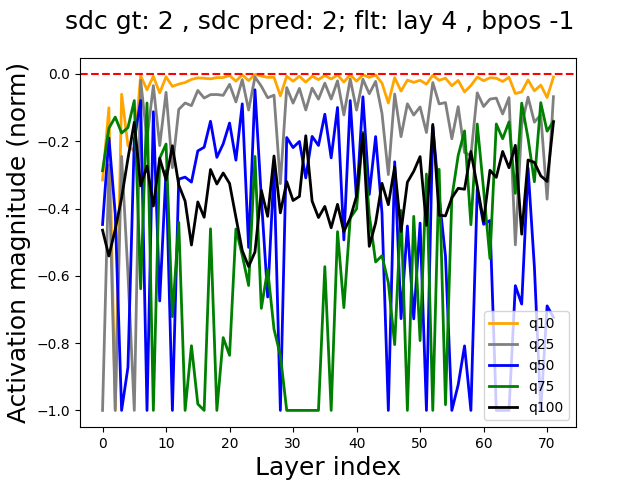 sdc gt: 2 , sdc pred: 2; flt: lay 4 , bpos -1
Activation magnitude (norm)
0.0
−0.2
−0.4
−0.6
−0.8
−1.0
q10
q25
q50
q75
q100
0 10 20 30 40 50 60 70
Layer index